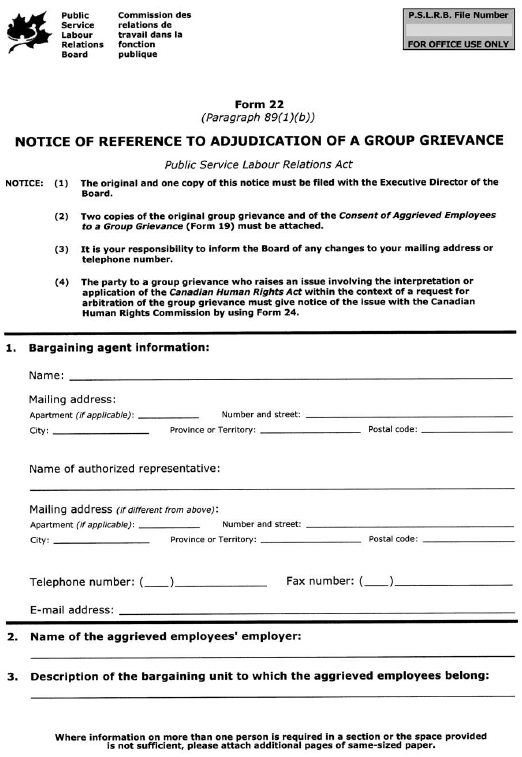 Public Service Labour Relations Board
Commission des relations de travail dans la fonction publique
P.S.L.R.B. File Number
FOR OFFICE USE ONLY
Form 22
(Paragraph 89(1)(b))
NOTICE OF REFERENCE TO ADJUDICATION OF A GROUP GRIEVANCE
Public Service Labour Relations Act
NOTICE: (1) The original and one copy of this notice must be filed with the Executive Director of the
Board.
(2) Two copies of the original group grievance and of the Consent of Aggrieved Employees
to a Group Grievance (Form 19) must be attached.
(3) It is your responsibility to inform the Board of any changes to your mailing address or
telephone number.
(4) The party to a group grievance who raises an issue involving the interpretation or
application of the Canadian Human Rights Act within the context of a request for
arbitration of the group grievance must give notice of the issue with the Canadian
Human Rights Commission by using Form 24.
1. Bargaining agent information:
Name:
Mailing address:
Apartment (if applicable): Number and street:
City: Province or Territory: Postal code:
Name of authorized representative:
Mailing address (if different from above):
Apartment (if applicable): Number and street:
City: Province or Territory: Postal code:
Telephone number: ( ) Fax number: ( )
E-mail address:
2. Name of the aggrieved employees' employer:
3. Description of the bargaining unit to which the aggrieved employees belong:
Where information on more than one person is required in a section or the space provided
is not sufficient, please attach additional pages of same-sized paper.